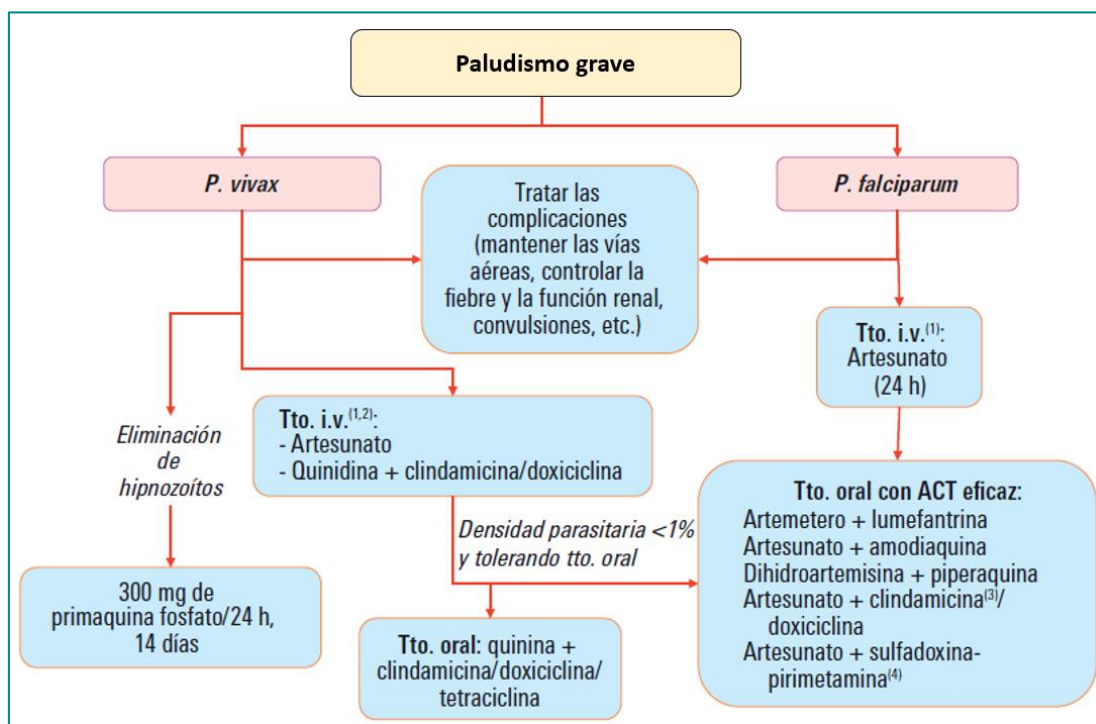 Paludismo grave
P. vivax
P. falciparum
Tratar las
complicaciones
(mantener las vías
aéreas, controlar la
fiebre y la función renal,
convulsiones, etc.)
Tto. i.v.(1):
Artesunato
(24 h)
Eliminación
de
hipnozoítos
Tto. i.v.(1,2):
- Artesunato
- Quinidina + clindamicina/doxiciclina
Densidad parasitaria <1%
y tolerando tto. oral
Tto. oral con ACT eficaz:
Artemetero + lumefantrina
Artesunato + amodiaquina
Dihidroartemisina + piperaquina
Artesunato + clindamicina(3)/
doxiciclina
Artesunato + sulfadoxina-
pirimetamina(4)
300 mg de
primaquina fosfato/24 h,
14 días
Tto. oral: quinina +
clindamicina/doxiciclina/
tetraciclina